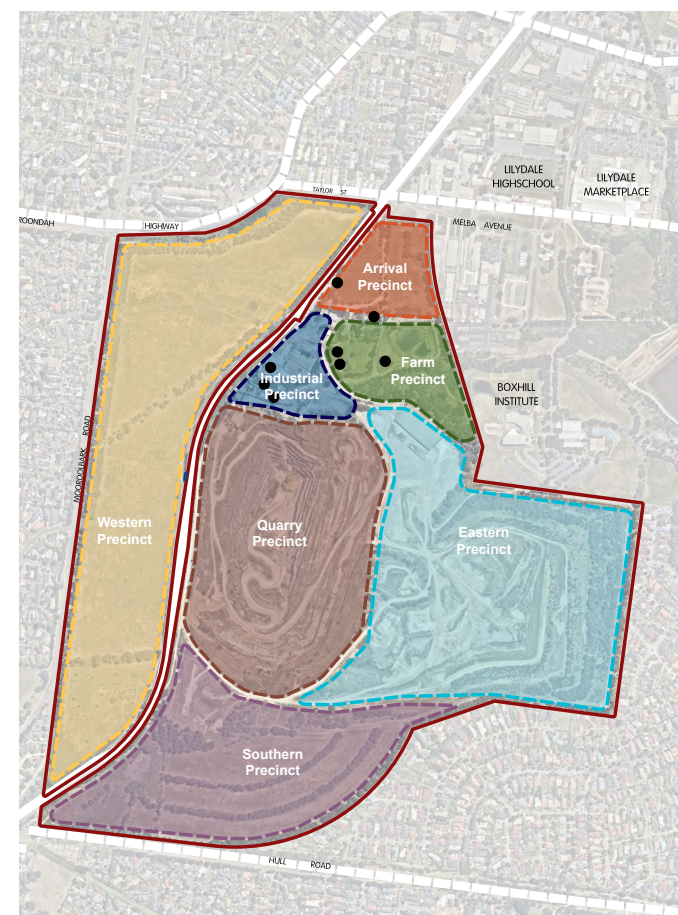 LILYDALE
HIGHSCHOOL
LILYDALE
MARKETPLACE
TAYLOR ST
ROONDAH
HIGHWAY
MELBA AVENUE
Arrival
Precinct
Farm
Precinct
Industrial
Precinct
BOXHILL
INSTITUTE
MOOROOLBARK ROAD
Western
Precinct
Quarry
Precinct
Eastern
Precinct
Southern
Precinct
HULL ROAD